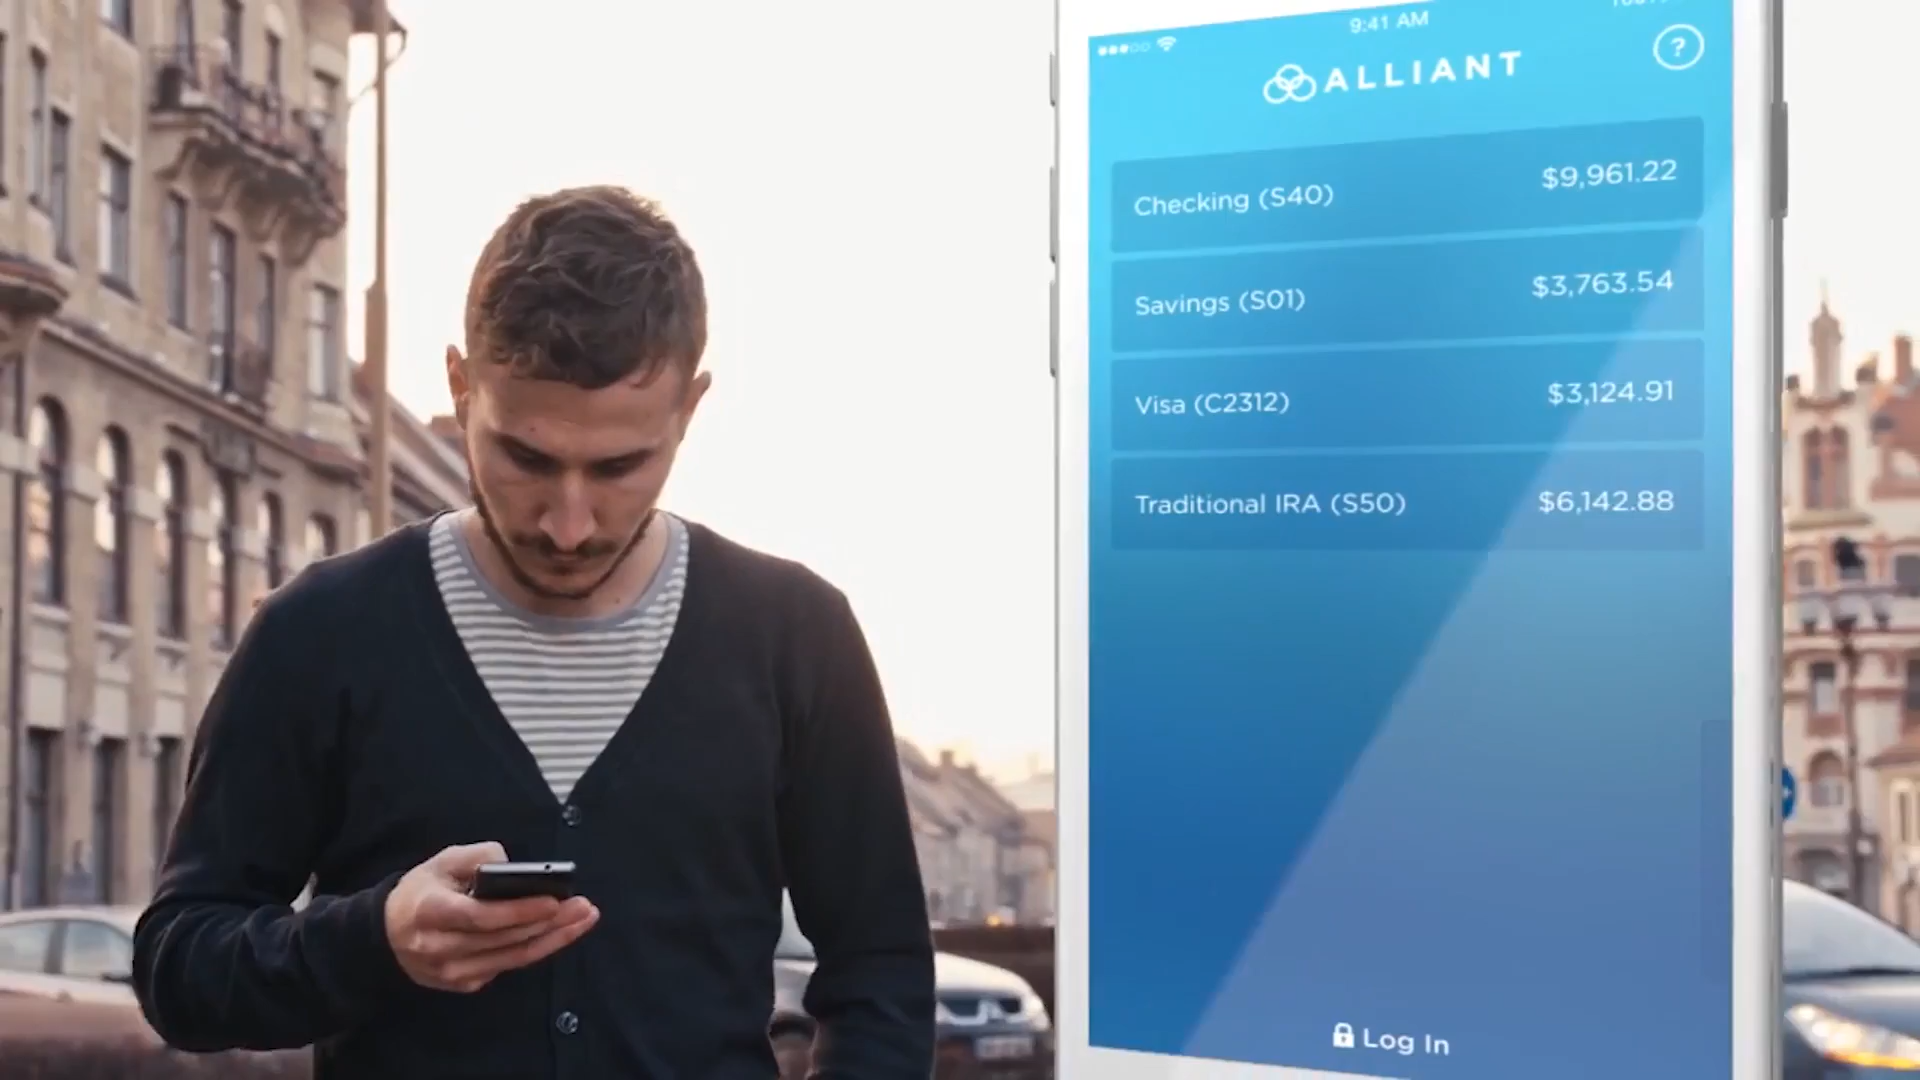 9:41 AM
ALLIANT
?
Checking (S40) $9,961.22
Savings (S01) $3,763.54
Visa (C2312) $3,124.91
Traditional IRA (S50) $6,142.88
Log In